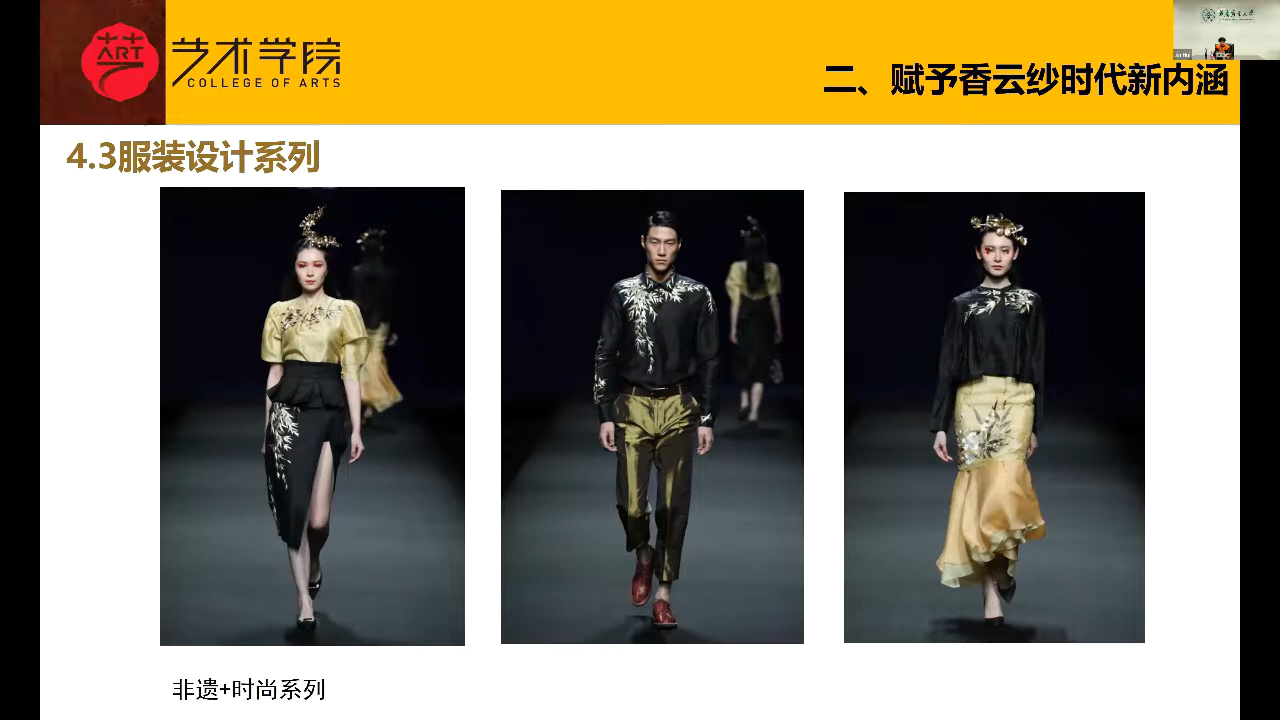 ART
艺术学院
COLLEGE OF ARTS
二、赋予香云纱时代新内涵
4.3服装设计系列
非遗+时尚系列